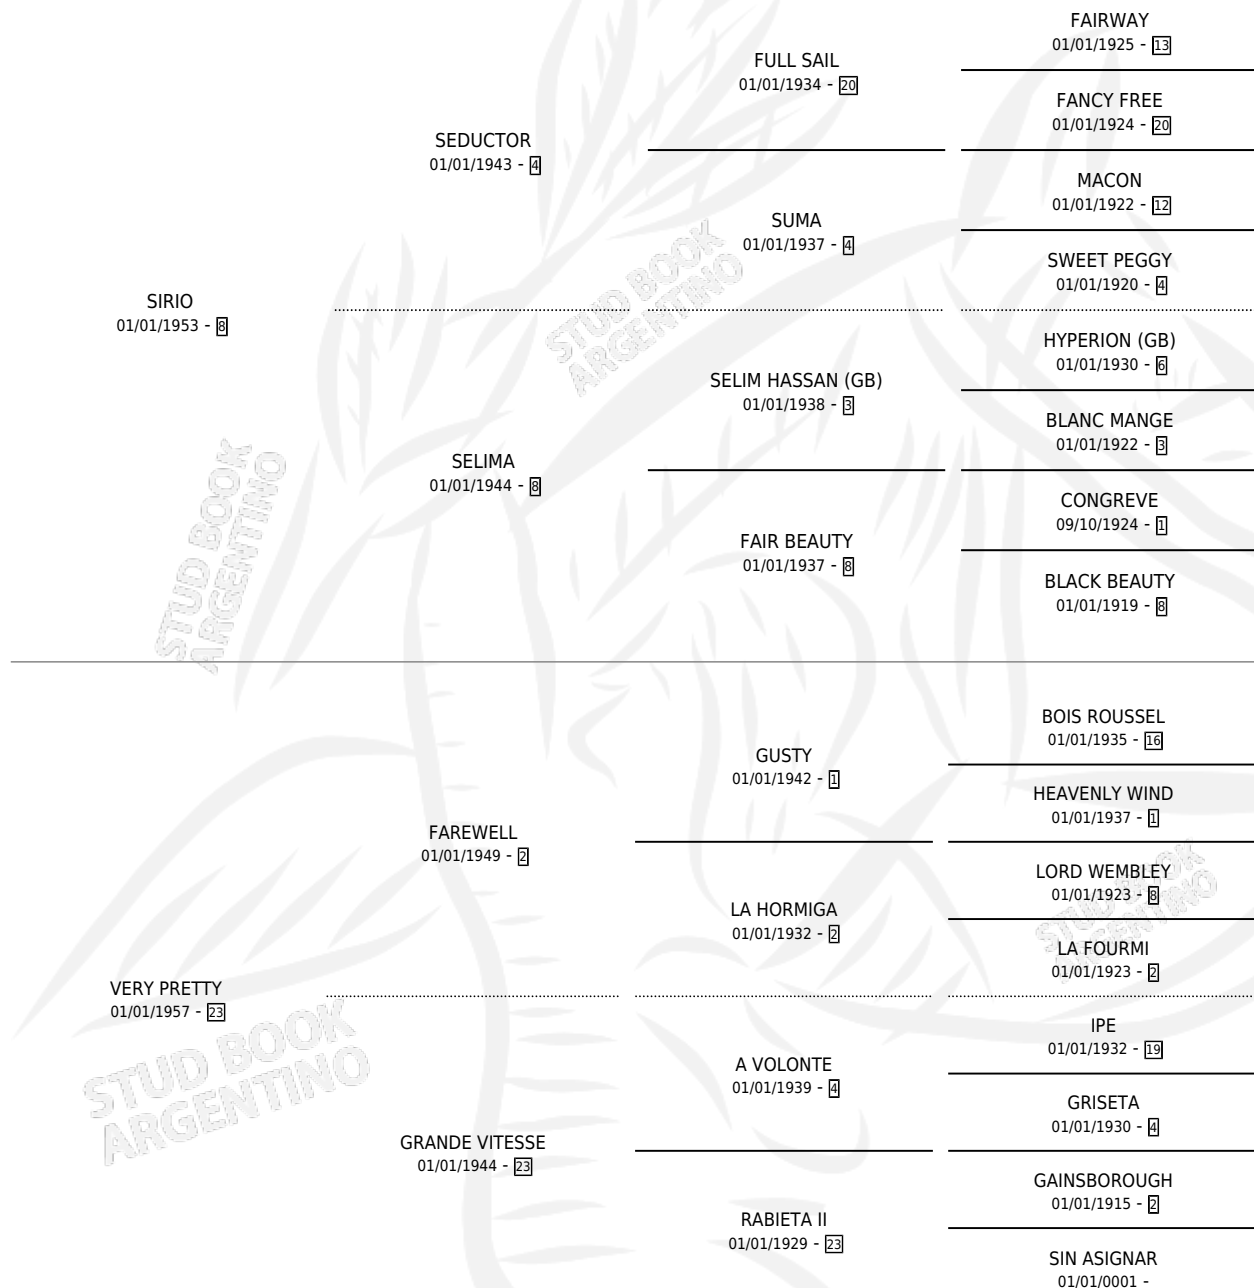 FAIRWAY
01/01/1925 - 13
FULL SAIL
01/01/1934 - 20
FANCY FREE
01/01/1924 - 20
SEDUCTOR
01/01/1943 - 4
MACON
01/01/1922 - 12
SUMA
01/01/1937 - 4
SWEET PEGGY
01/01/1920 - 4
SIRIO
01/01/1953 - 8
HYPERION (GB)
01/01/1930 - 6
SELIM HASSAN (GB)
01/01/1938 - 3
BLANC MANGE
01/01/1922 - 3
SELIMA
01/01/1944 - 8
CONGREVE
09/10/1924 - 1
FAIR BEAUTY
01/01/1937 - 8
BLACK BEAUTY
01/01/1919 - 8
BOIS ROUSSEL
01/01/1935 - 16
GUSTY
01/01/1942 - 1
HEAVENLY WIND
01/01/1937 - 1
FAREWELL
01/01/1949 - 2
LORD WEMBLEY
01/01/1923 - 8
LA HORMIGA
01/01/1932 - 2
LA FOURMI
01/01/1923 - 2
VERY PRETTY
01/01/1957 - 23
IPE
01/01/1932 - 19
A VOLONTE
01/01/1939 - 4
GRISETA
01/01/1930 - 4
GRANDE VITESSE
01/01/1944 - 23
GAINSBOROUGH
01/01/1915 - 2
RABIETA II
01/01/1929 - 23
SIN ASIGNAR
01/01/0001 -
STUD BOOK
ARGENTINO
STUD BOOK
ARGENTINO
STUD BOOK
ARGENTINO
STUD BOOK
ARGENTINO